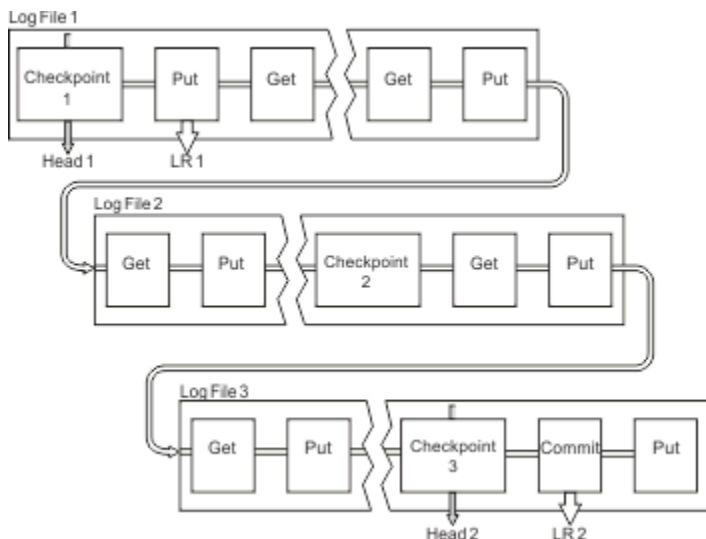 Log File 1
Checkpoint
1
Put
Get
Get
Put
Head 1
LR 1
Log File 2
Get
Put
Checkpoint
2
Get
Put
Log File 3
Get
Put
Checkpoint
3
Commit
Put
Head 2
LR 2